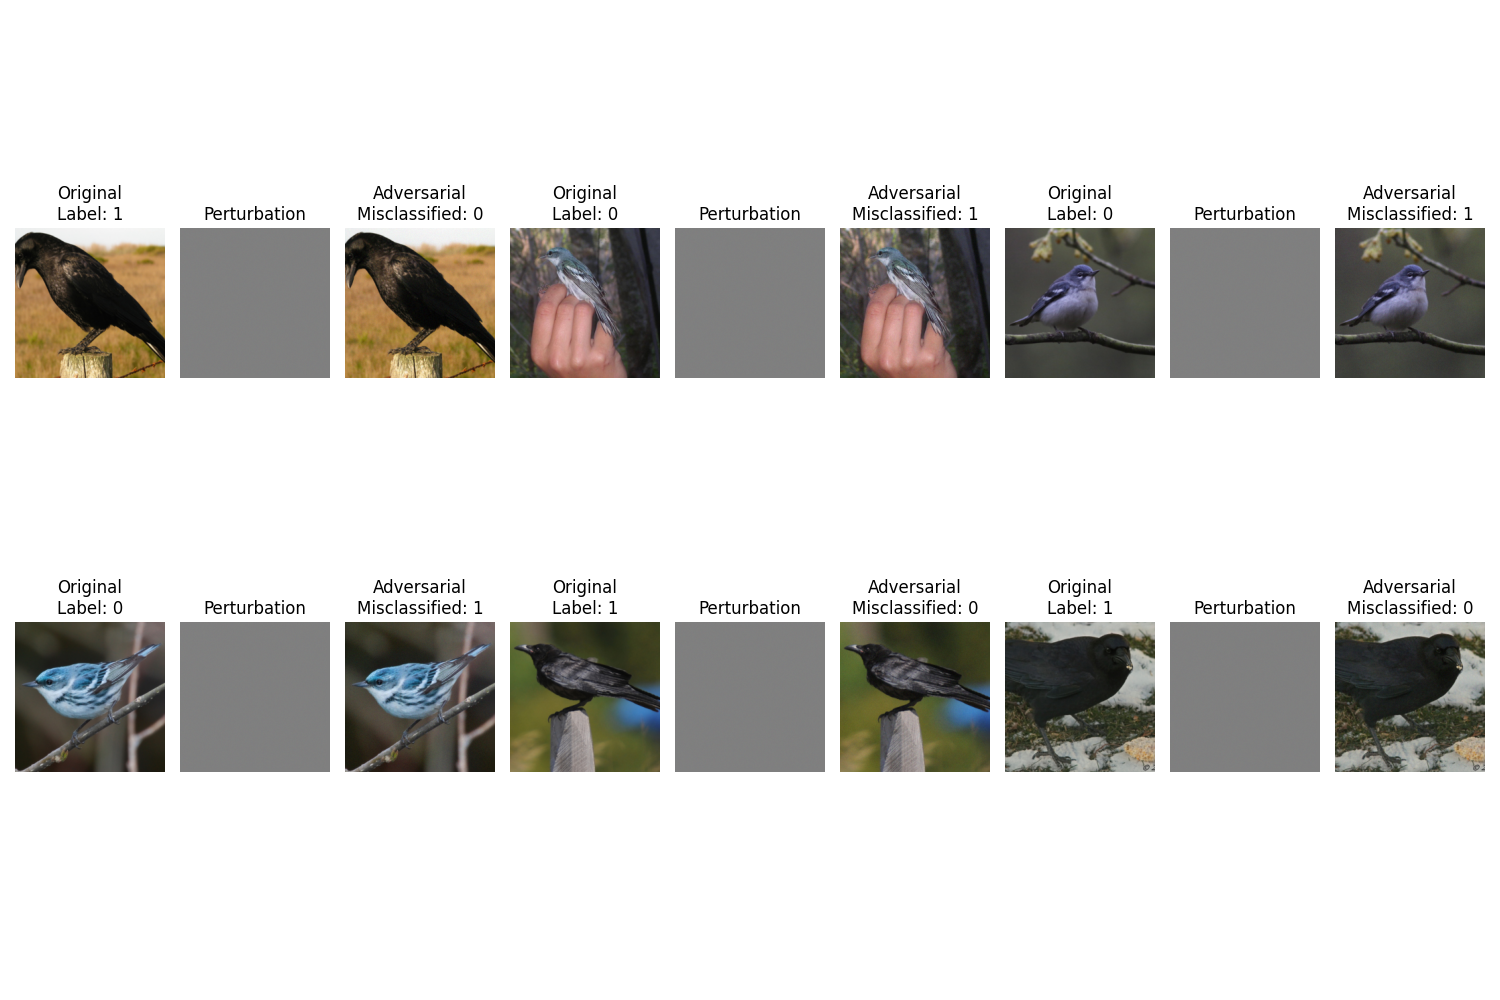 Original
Label: 1
Perturbation
Adversarial
Misclassified: 0
Original
Label: 0
Perturbation
Adversarial
Misclassified: 1
Original
Label: 0
Perturbation
Adversarial
Misclassified: 1
Original
Label: 0
Perturbation
Adversarial
Misclassified: 1
Original
Label: 1
Perturbation
Adversarial
Misclassified: 0
Original
Label: 1
Perturbation
Adversarial
Misclassified: 0